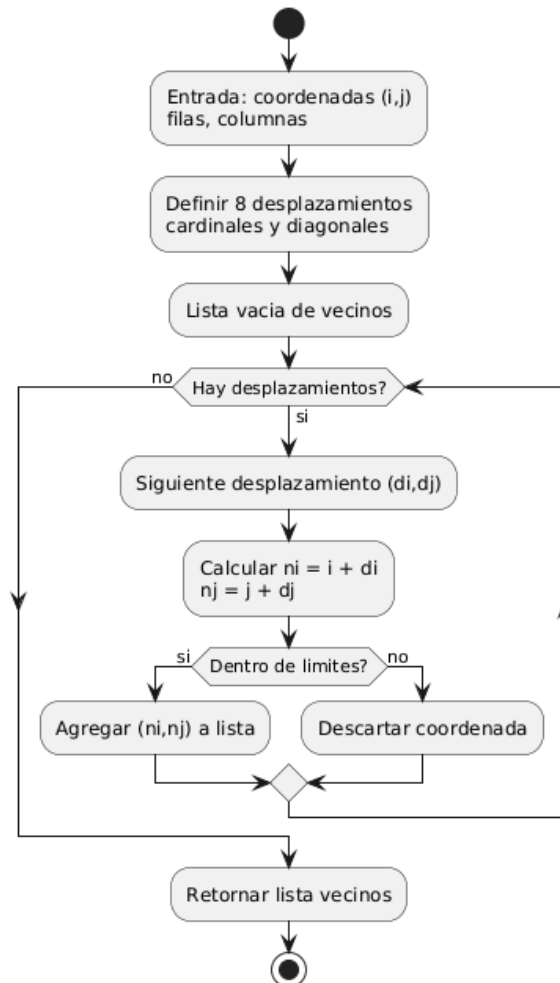 Entrada: coordenadas (i,j)
filas, columnas
Definir 8 desplazamientos
cardinales y diagonales
Lista vacia de vecinos
no
Hay desplazamientos?
si
Siguiente desplazamiento (di,dj)
Calcular ni = i + di
nj = j + dj
si
Dentro de limites?
no
Agregar (ni,nj) a lista
Descartar coordenada
Retornar lista vecinos